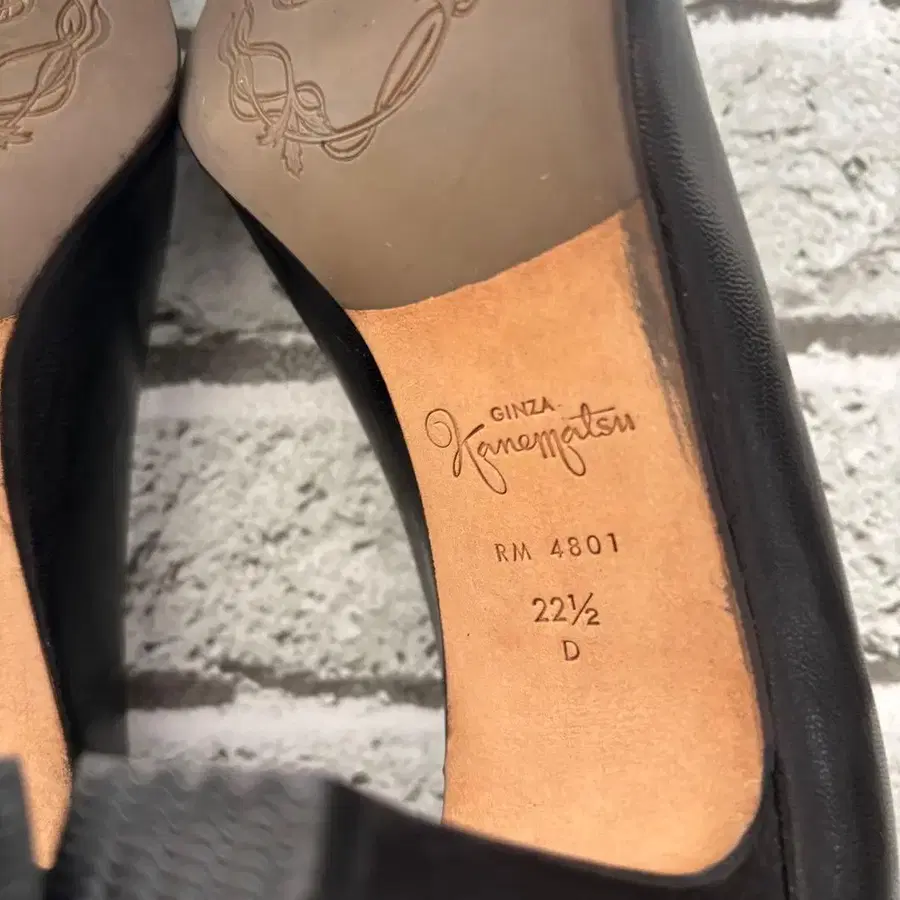 GINZA
Kanematsu
RM 4801
22½
D